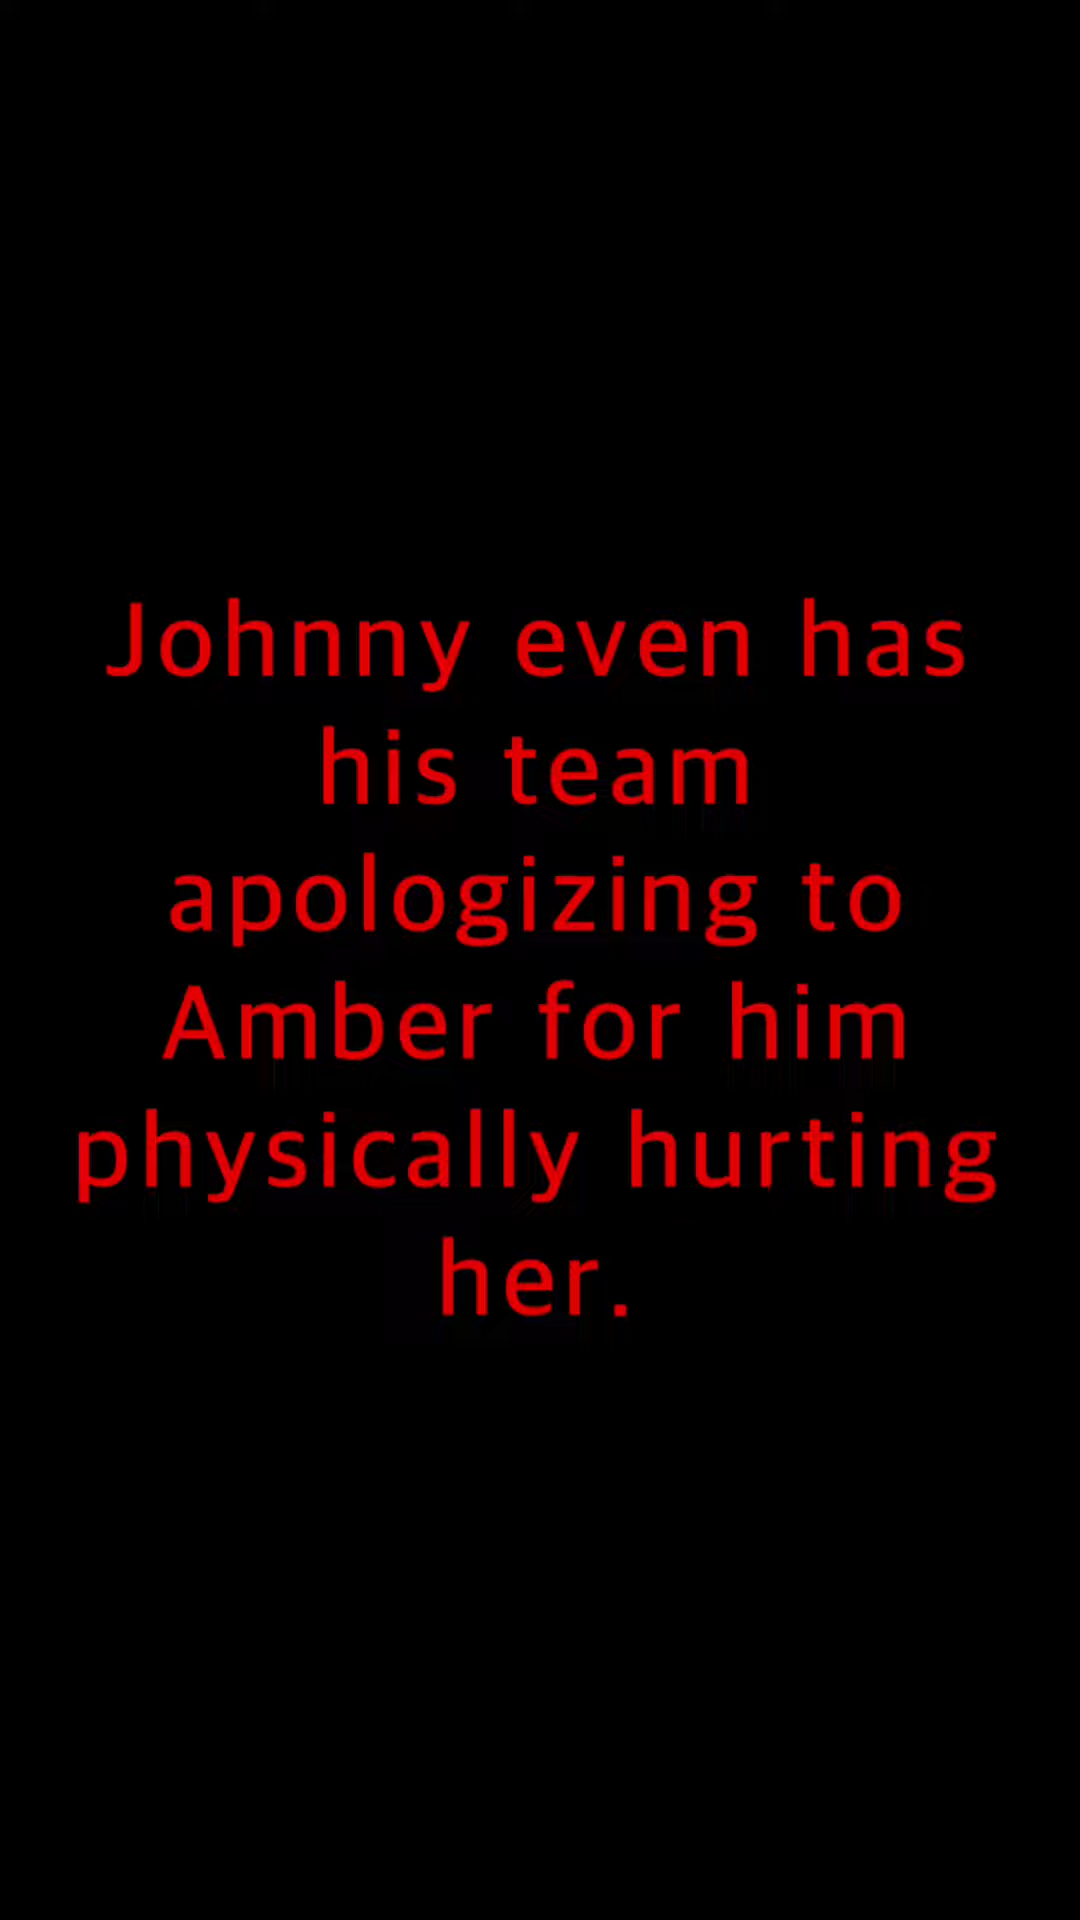 Johnny even has
his team
apologizing to
Amber for him
physically hurting
her.